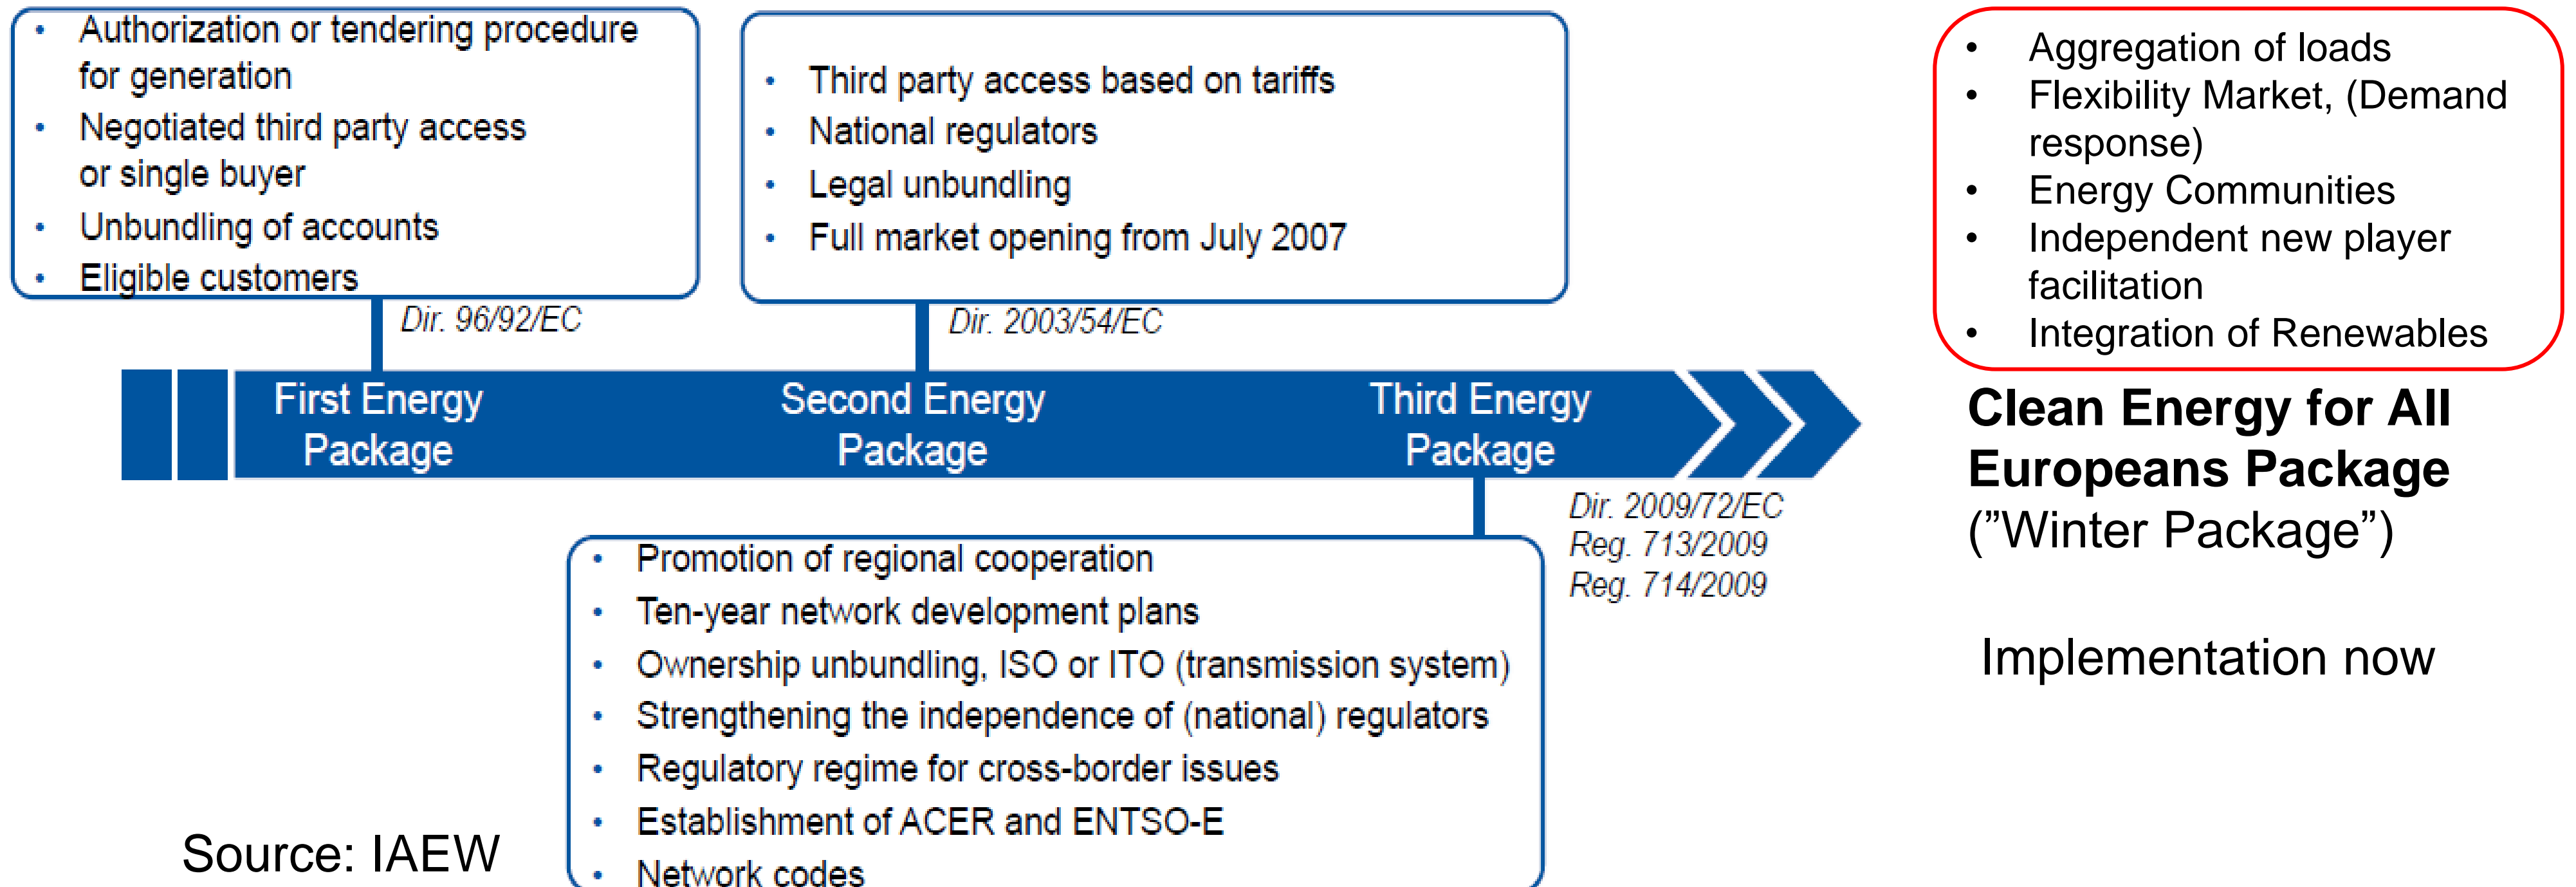 • Authorization or tendering procedure
for generation
• Negotiated third party access
or single buyer
• Unbundling of accounts
• Eligible customers
Dir. 96/92/EC
• Third party access based on tariffs
• National regulators
• Legal unbundling
• Full market opening from July 2007
Dir. 2003/54/EC
• Aggregation of loads
• Flexibility Market, (Demand
response)
• Energy Communities
• Independent new player
facilitation
• Integration of Renewables
First Energy
Package
Second Energy
Package
Third Energy
Package
Clean Energy for All
Europeans Package
(”Winter Package”)
Implementation now
Dir. 2009/72/EC
Reg. 713/2009
Reg. 714/2009
• Promotion of regional cooperation
• Ten-year network development plans
• Ownership unbundling, ISO or ITO (transmission system)
• Strengthening the independence of (national) regulators
• Regulatory regime for cross-border issues
• Establishment of ACER and ENTSO-E
• Network codes
Source: IAEW